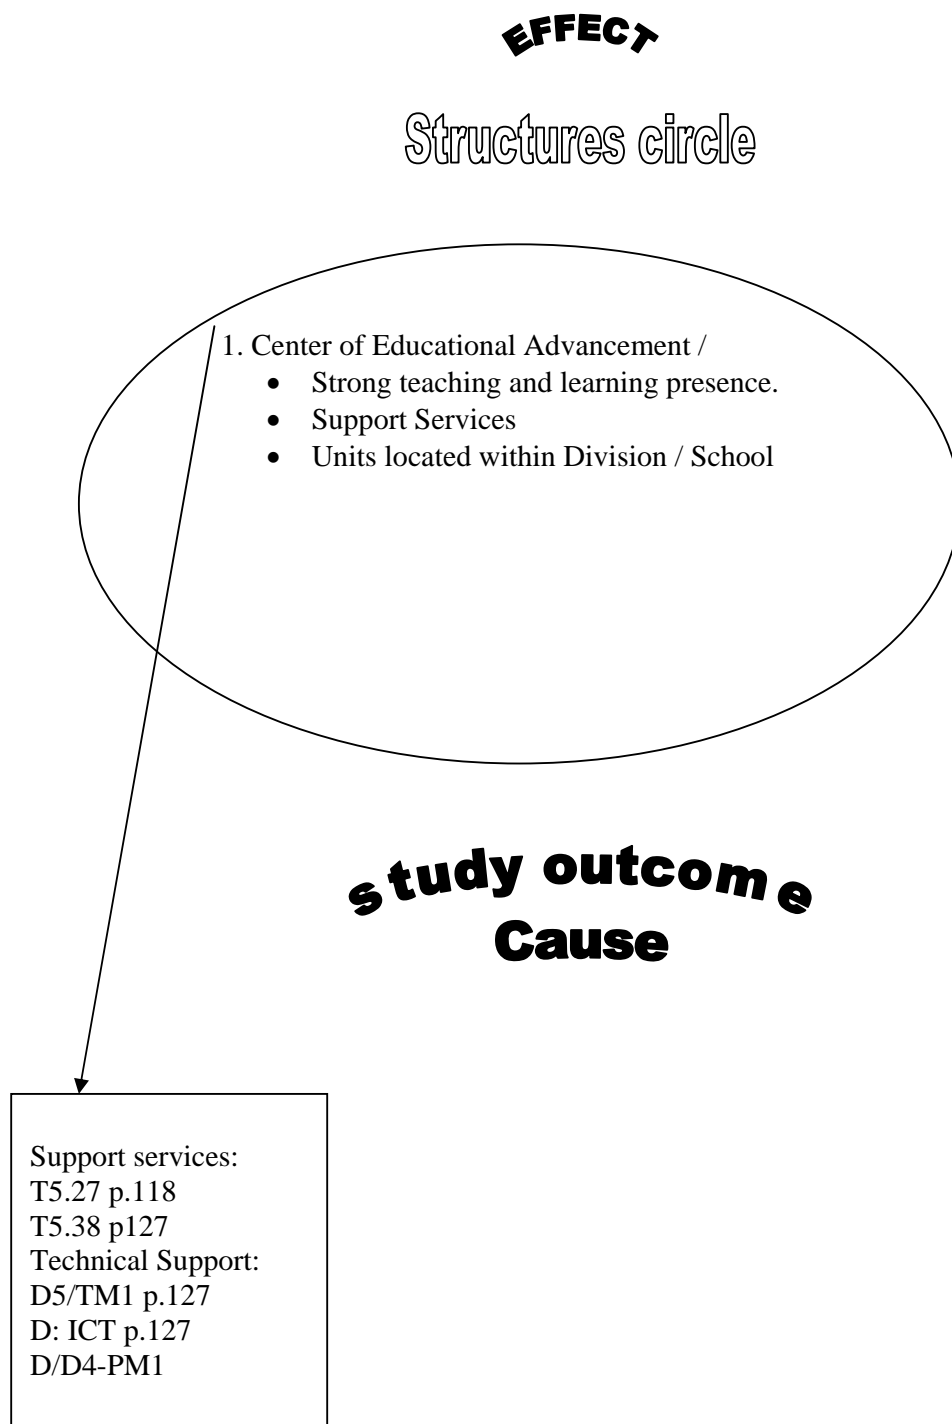 EFFECT
Structures circle
1. Center of Educational Advancement /
• Strong teaching and learning presence.
• Support Services
• Units located within Division / School
study outcome
Cause
Support services:
T5.27 p.118
T5.38 p127
Technical Support:
D5/TM1 p.127
D: ICT p.127
D/D4-PM1